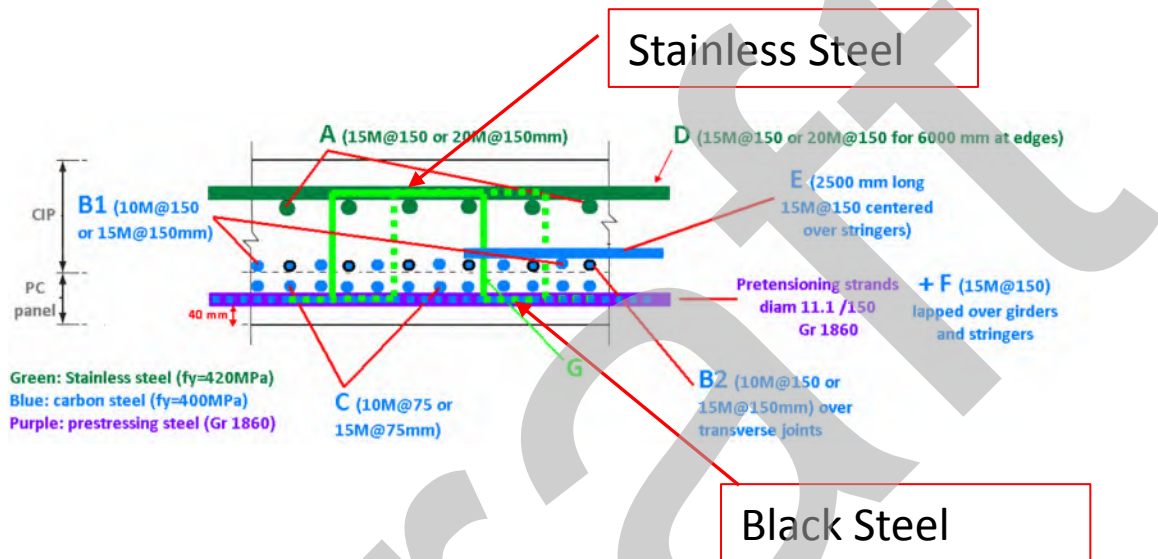 Stainless Steel
A (15M@150 or 20M@150mm)
D (15M@150 or 20M@150 for 6000 mm at edges)
CIP
B1 (10M@150
or 15M@150mm)
E (2500 mm long
15M@150 centered
over stringers)
PC
panel
40 mm
Pretensioning strands
diam 11.1 /150
Gr 1860
+ F (15M@150)
lapped over girders
and stringers
G
Green: Stainless steel (fy=420MPa)
Blue: carbon steel (fy=400MPa)
Purple: prestressing steel (Gr 1860)
C (10M@75 or
15M@75mm)
B2 (10M@150 or
15M@150mm) over
transverse joints
Black Steel